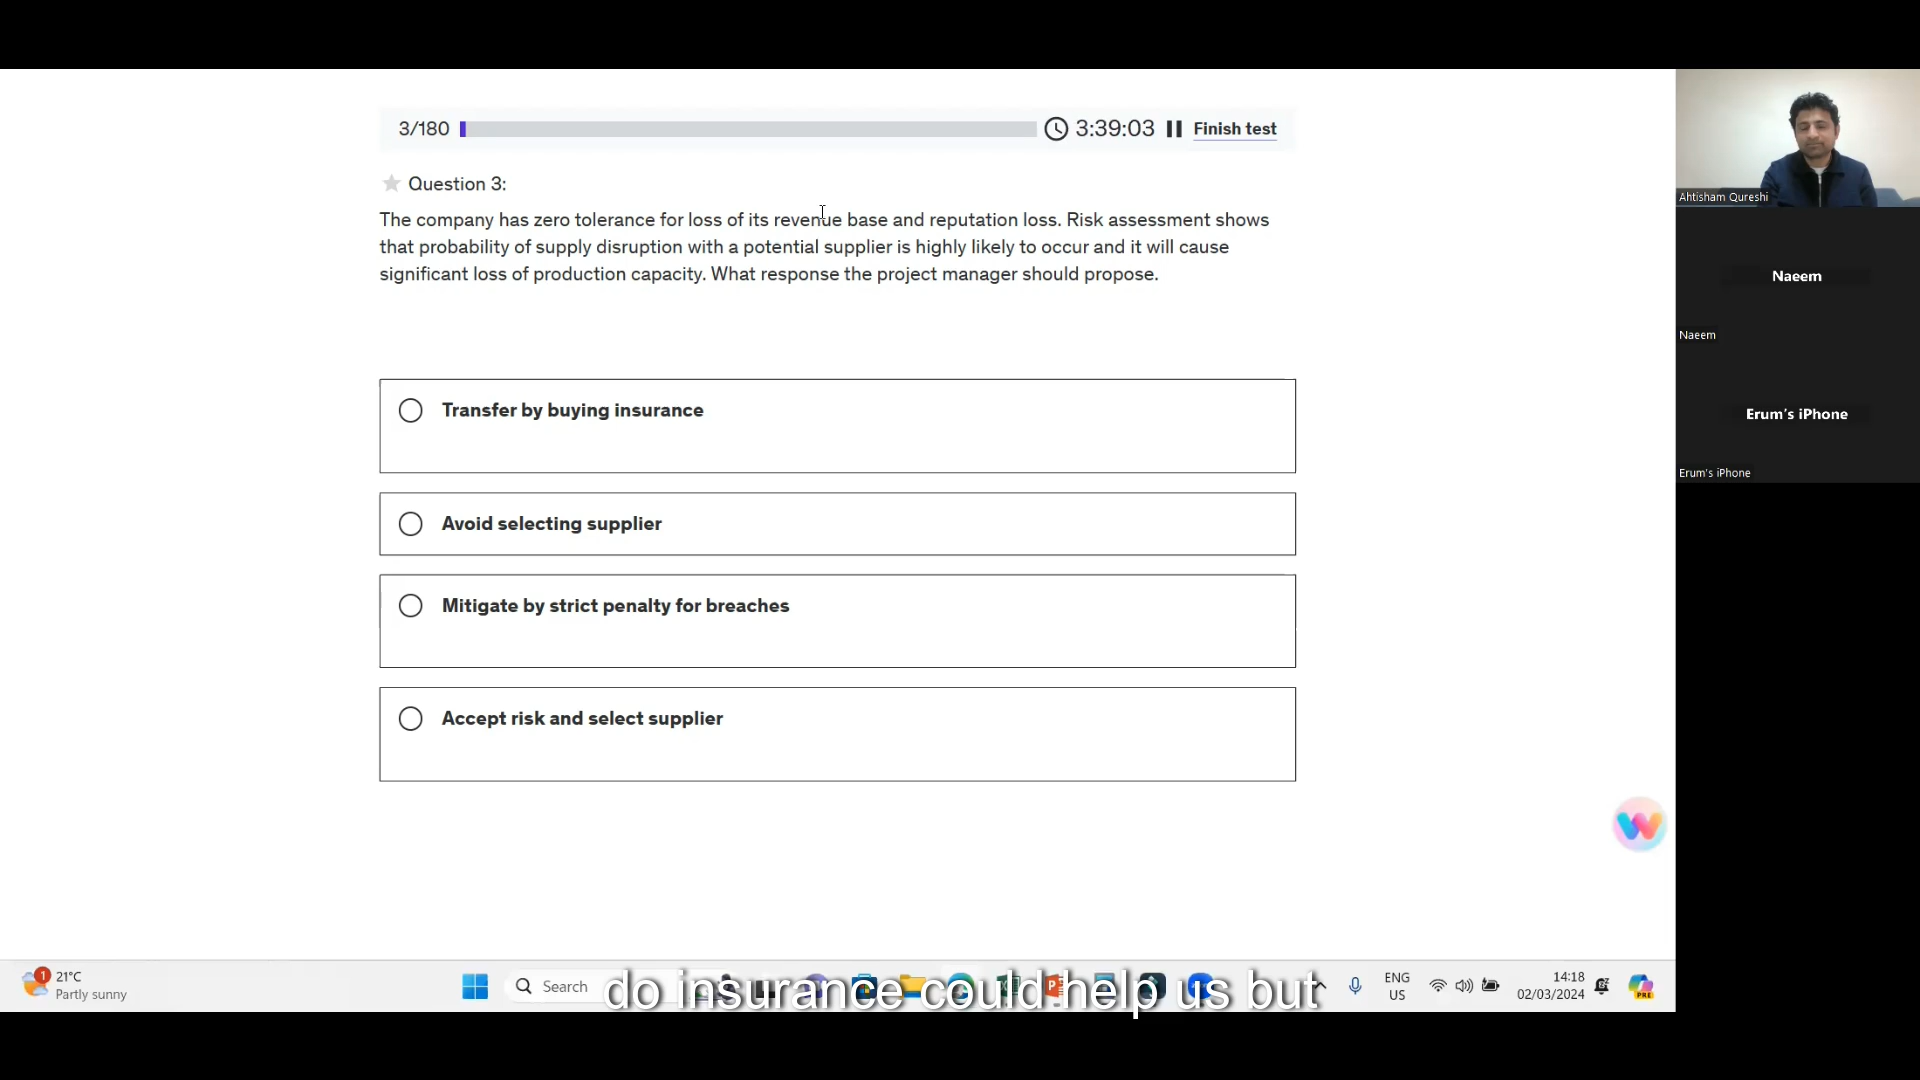 3/180
3:39:03
Finish test
Question 3:
The company has zero tolerance for loss of its revenue base and reputation loss. Risk assessment shows
that probability of supply disruption with a potential supplier is highly likely to occur and it will cause
significant loss of production capacity. What response the project manager should propose.
Transfer by buying insurance
Avoid selecting supplier
Mitigate by strict penalty for breaches
Accept risk and select supplier
Ahtisham Qureshi
Naeem
Naeem
Erum's iPhone
Erum's iPhone
1
21°C
Partly sunny
Search
do insurance could help us but
ENG
US
14:18
02/03/2024
PRE